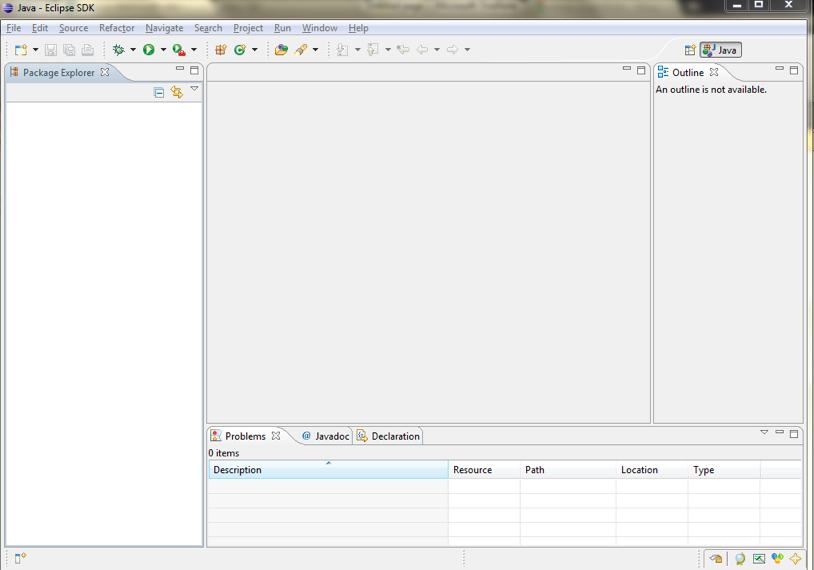 Java - Eclipse SDK
File Edit Source Refactor Navigate Search Project Run Window Help
Java
Package Explorer
Outline
An outline is not available.
Problems @ Javadoc Declaration
0 items
Description Resource Path Location Type